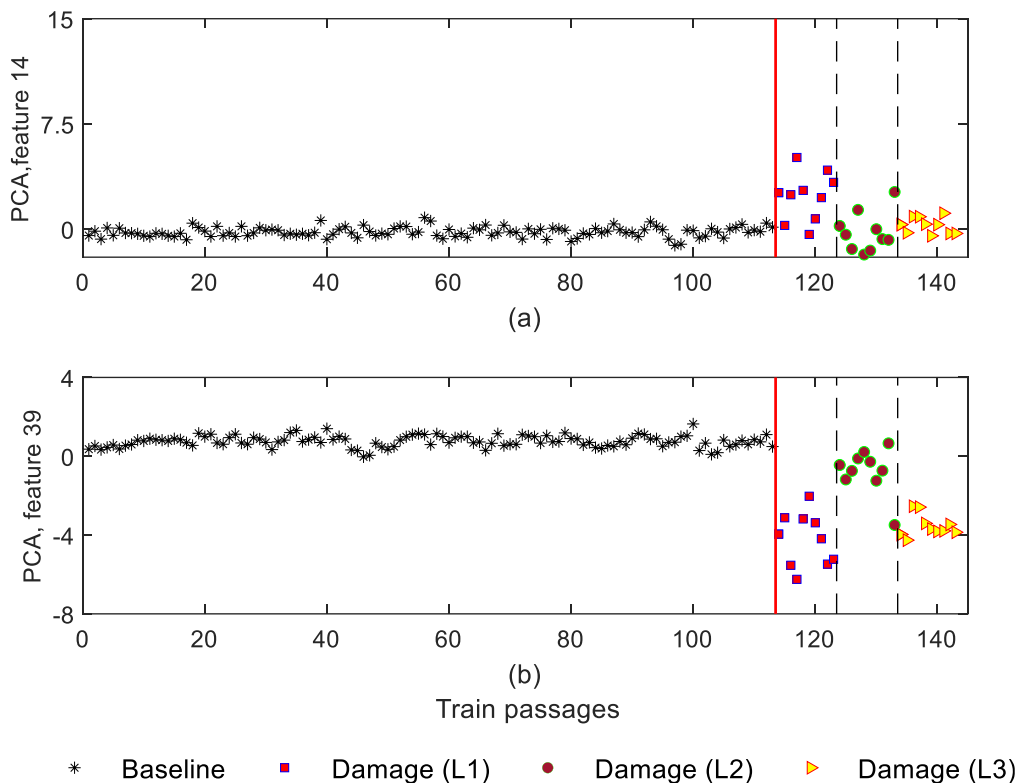 PCA,feature 14
15
7.5
0
0 20 40 60 80 100 120 140
(a)
PCA, feature 39
4
0
-4
-8
0 20 40 60 80 100 120 140
(b)
Train passages
Baseline Damage (L1) Damage (L2) Damage (L3)